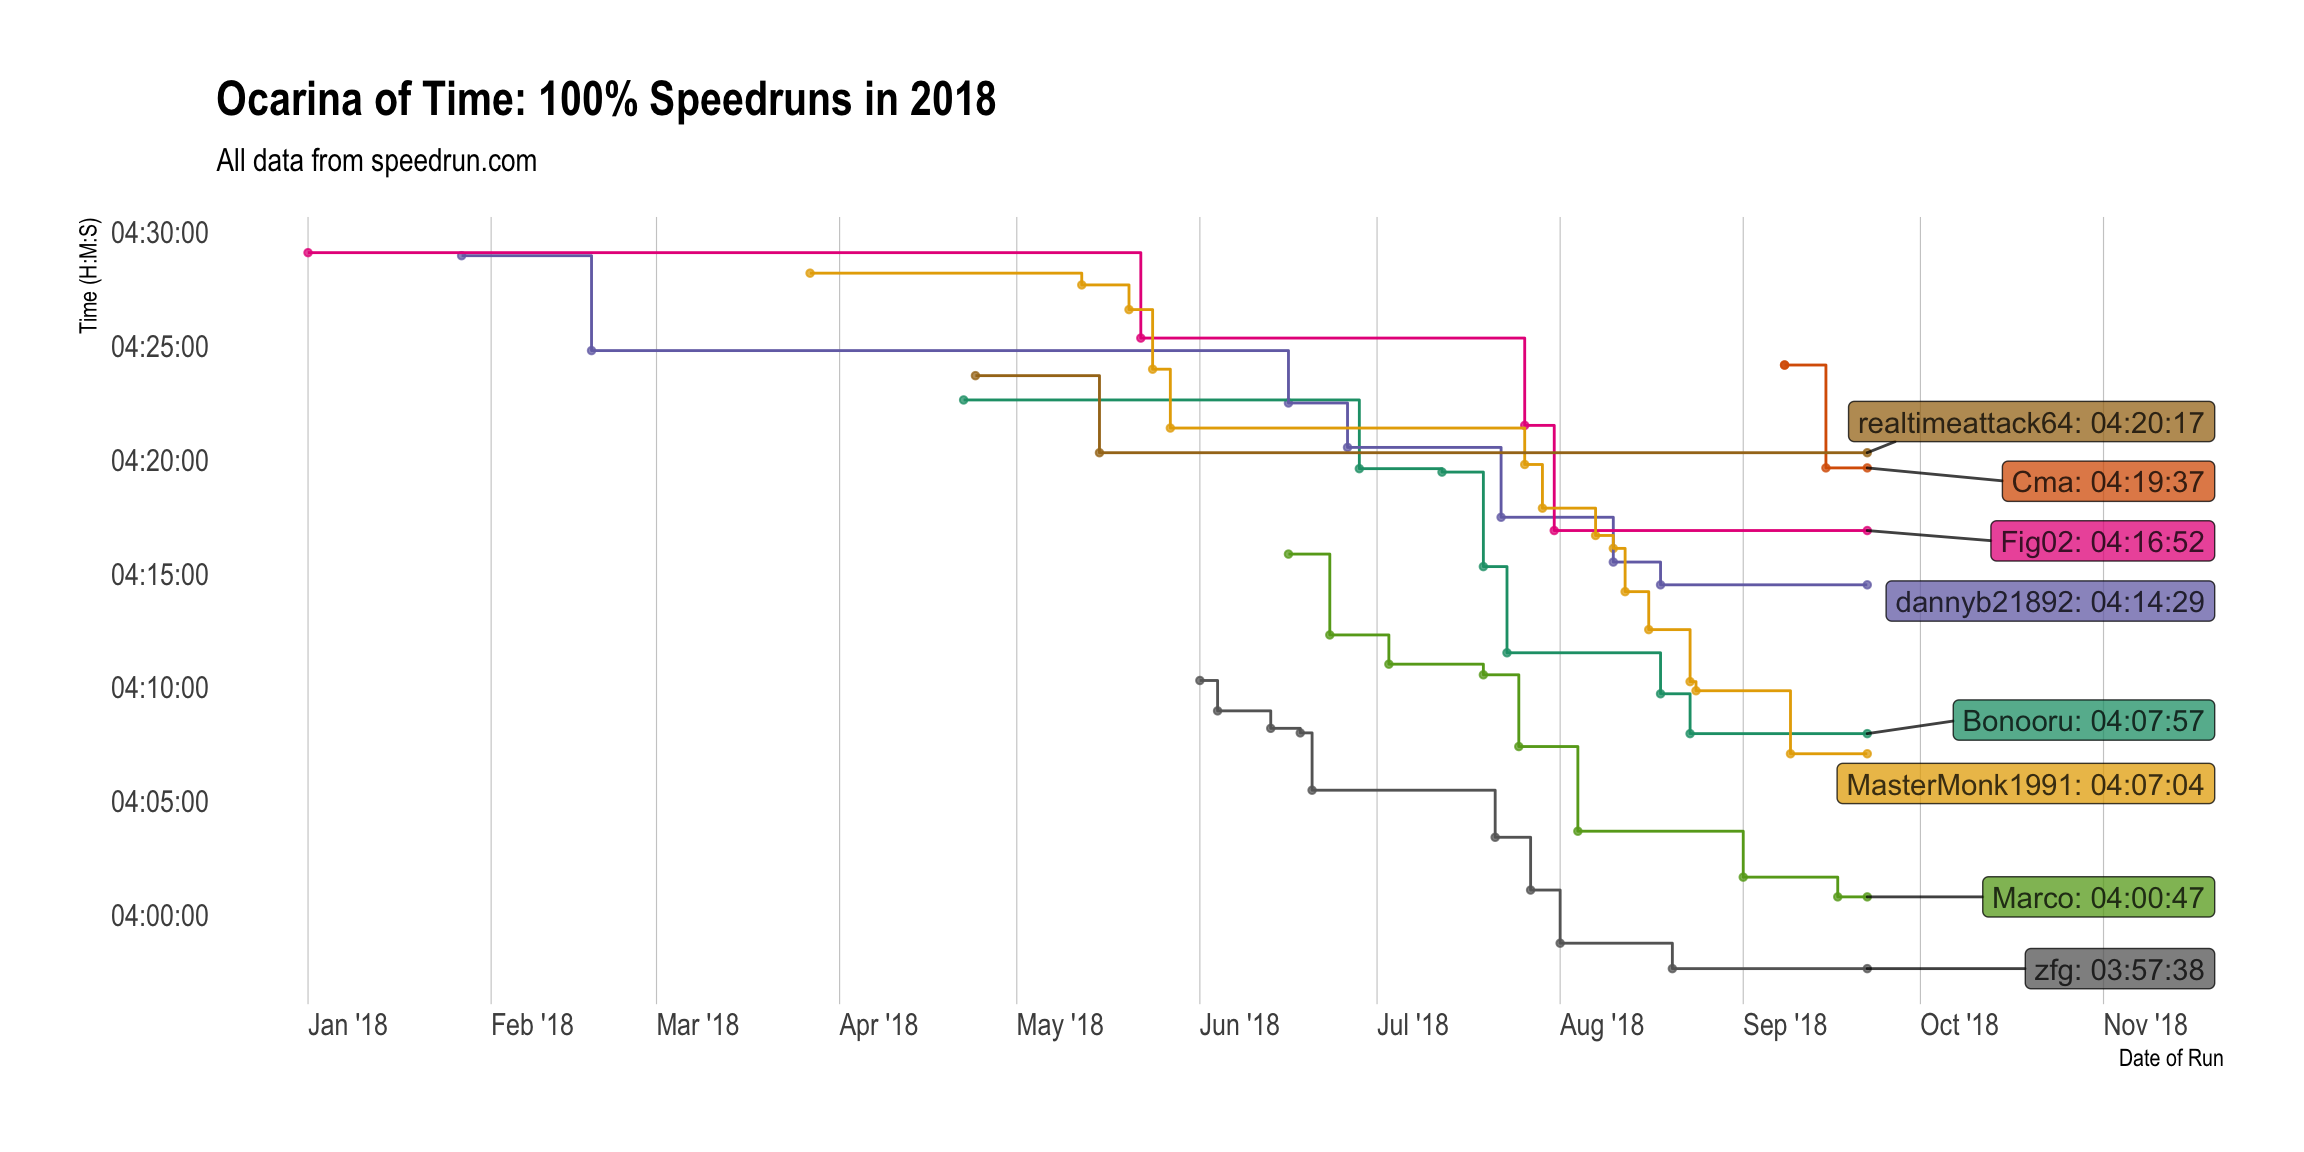 Ocarina of Time: 100% Speedruns in 2018
All data from speedrun.com
Time (H:M:S)
04:30:00
04:25:00
04:20:00
04:15:00
04:10:00
04:05:00
04:00:00
realtimeattack64: 04:20:17
Cma: 04:19:37
Fig02: 04:16:52
dannyb21892: 04:14:29
Bonooru: 04:07:57
MasterMonk1991: 04:07:04
Marco: 04:00:47
zfg: 03:57:38
Jan '18 Feb '18 Mar '18 Apr '18 May '18 Jun '18 Jul '18 Aug '18 Sep '18 Oct '18 Nov '18
Date of Run